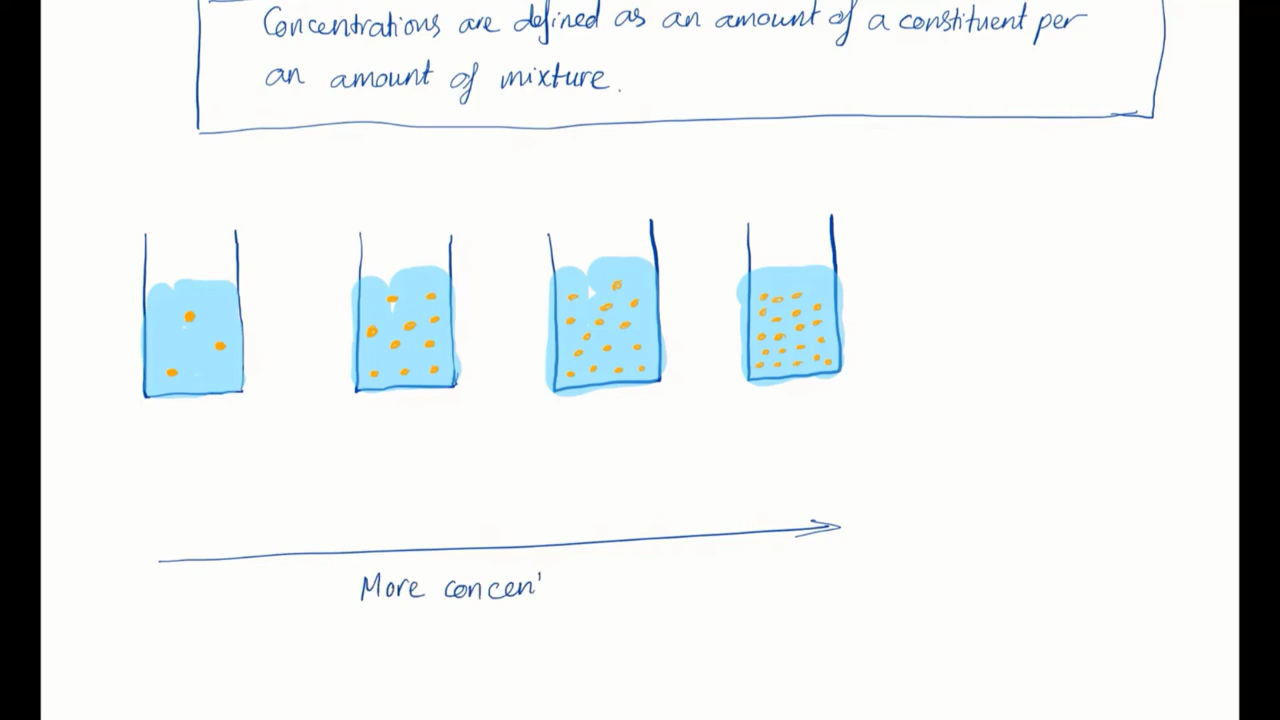 Concentrations are defined as an amount of a constituent per
an amount of mixture.
More concen